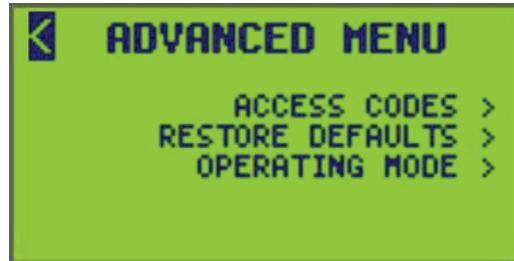 < ADVANCED MENU
ACCESS CODES >
RESTORE DEFAULTS >
OPERATING MODE >